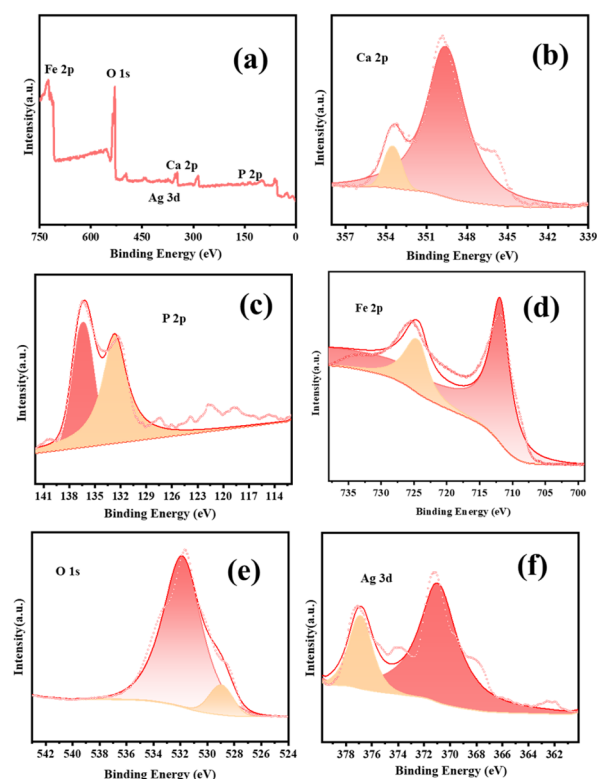 (a)
Fe 2p
O 1s
Ca 2p
P 2p
Ag 3d
Intensity(a.u.)
750 600 450 300 150 0
Binding Energy (eV)
(b)
Ca 2p
Intensity(a.u.)
357 354 351 348 345 342 339
Binding Energy (eV)
(c)
P 2p
Intensity(a.u.)
141 138 135 132 129 126 123 120 117 114
Binding Energy (eV)
(d)
Fe 2p
Intensity(a.u.)
735 730 725 720 715 710 705 700
Binding Energy (eV)
(e)
O 1s
Intensity(a.u.)
542 540 538 536 534 532 530 528 526 524
Binding Energy (eV)
(f)
Ag 3d
Intensity(a.u.)
378 376 374 372 370 368 366 364 362
Binding Energy (eV)